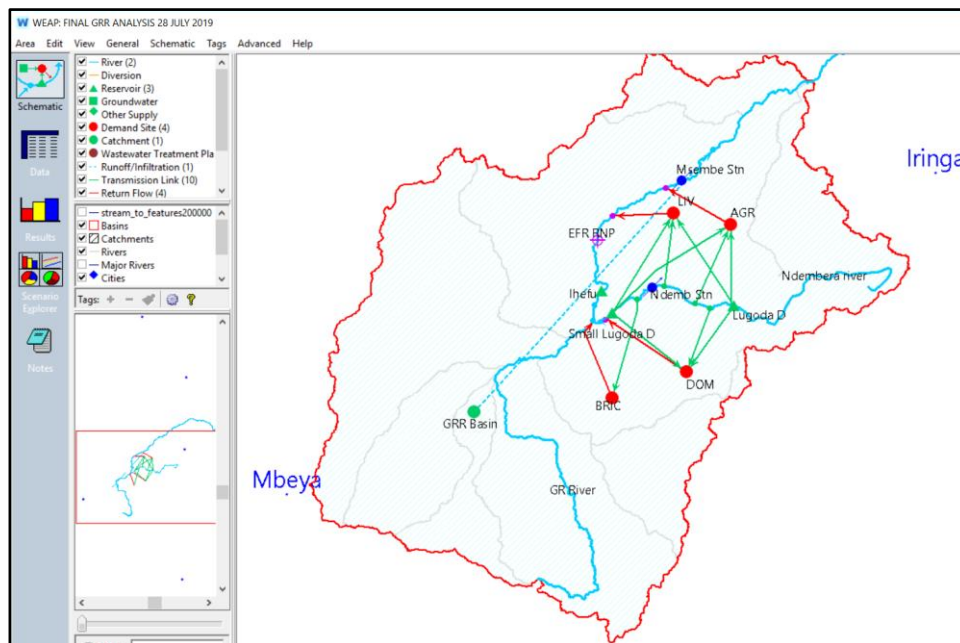 WEAP: FINAL GRR ANALYSIS 28 JULY 2019
Area Edit View General Schematic Tags Advanced Help
Schematic
Data
Results
Scenario Explorer
Notes
River (2)
Diversion
Reservoir (3)
Groundwater
Other Supply
Demand Site (4)
Catchment (1)
Wastewater Treatment Pla
Runoff/Infiltration (1)
Transmission Link (10)
Return Flow (4)
stream_to_features200000
Basins
Catchments
Rivers
Major Rivers
Cities
Tags:
Iringa
Msembe Stn
LIV
AGR
EFR RNP
Ndembera river
Ihefu
Ndemb Stn
Lugoda D
Small Lugoda D
DOM
BRIC
GRR Basin
Mbeya
GR River